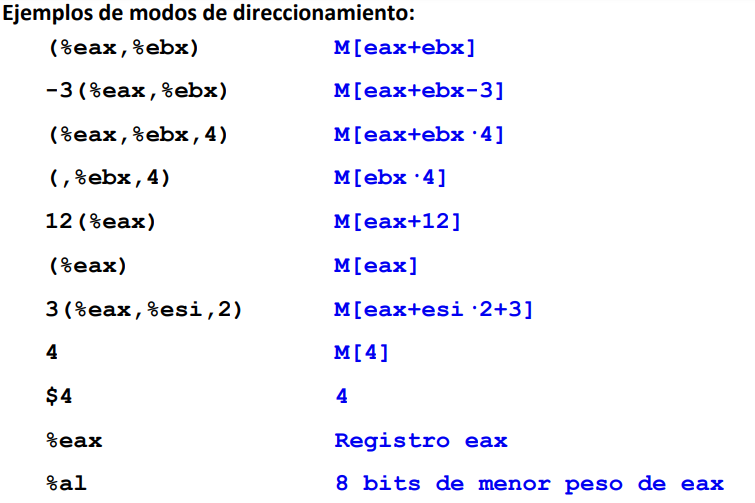 Ejemplos de modos de direccionamiento:
(%eax,%ebx) M[eax+ebx]
-3(%eax,%ebx) M[eax+ebx-3]
(%eax,%ebx,4) M[eax+ebx·4]
(,%ebx,4) M[ebx·4]
12(%eax) M[eax+12]
(%eax) M[eax]
3(%eax,%esi,2) M[eax+esi·2+3]
4 M[4]
$4 4
%eax Registro eax
%al 8 bits de menor peso de eax